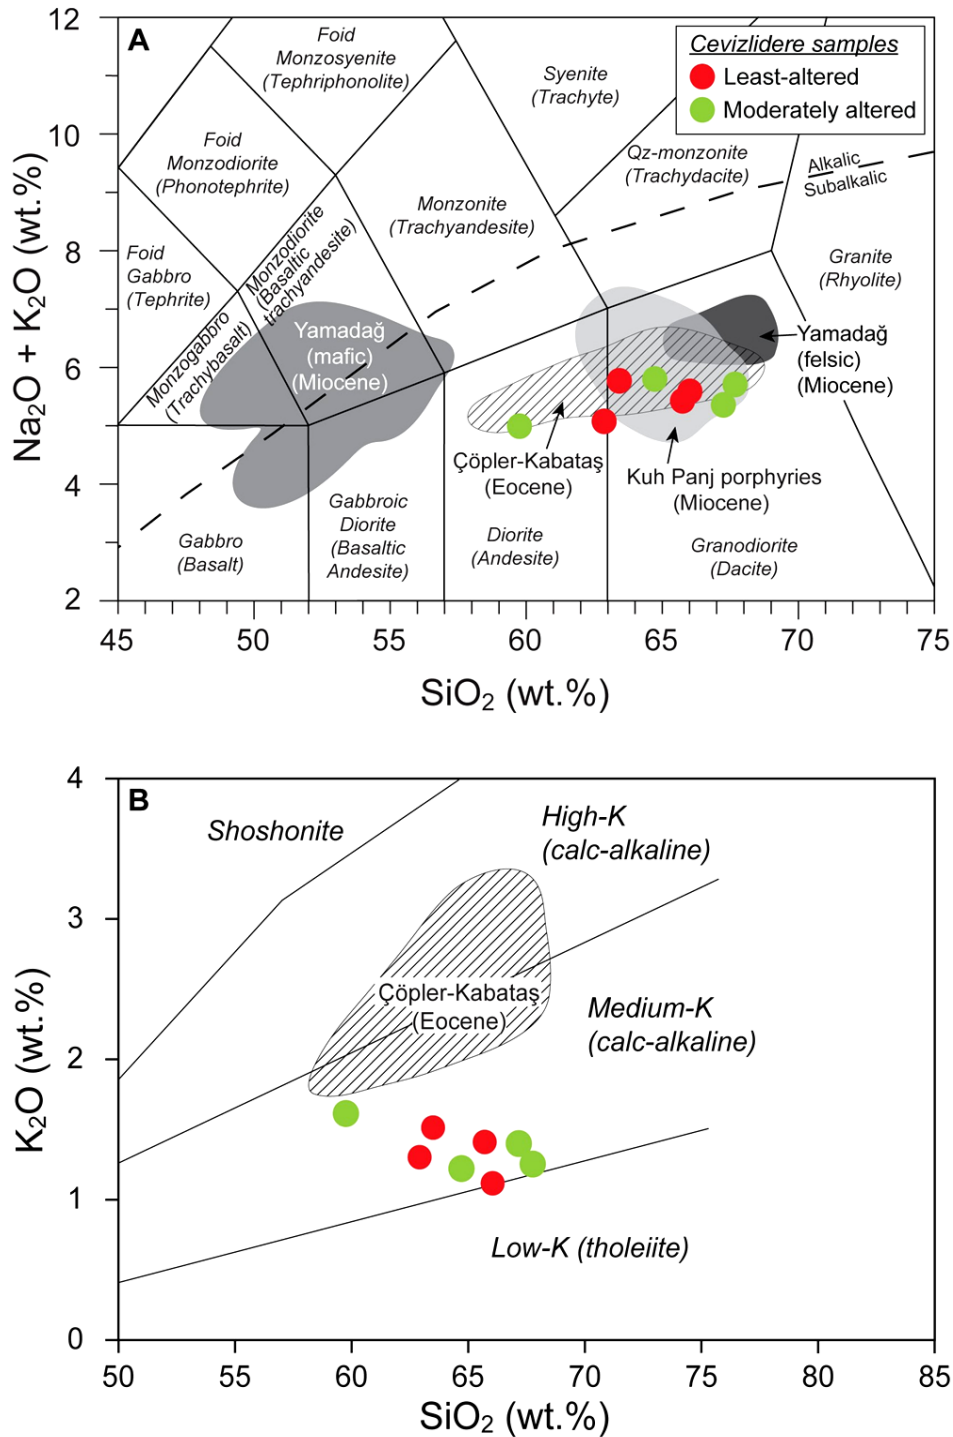 A
12
10
8
6
4
2
Na₂O + K₂O (wt.%)
Foid
Monzosyenite
(Tephriphonolite)
Syenite
(Trachyte)
Cevizlidere samples
Least-altered
Moderately altered
Foid
Monzodiorite
(Phonotephrite)
Qz-monzonite
(Trachydacite)
Alkalic
Subalkalic
Monzonite
(Trachyandesite)
Foid
Gabbro
(Tephrite)
Monzodiorite
(Basaltic
trachyandesite)
Granite
(Rhyolite)
Monzogabbro
(Trachybasalt)
Yamadağ
(mafic)
(Miocene)
Yamadağ
(felsic)
(Miocene)
Çöpler-Kabataş
(Eocene)
Kuh Panj porphyries
(Miocene)
Gabbro
(Basalt)
Gabbroic
Diorite
(Basaltic
Andesite)
Diorite
(Andesite)
Granodiorite
(Dacite)
45 50 55 60 65 70 75
SiO₂ (wt.%)
B
4
3
2
1
0
K₂O (wt.%)
Shoshonite
High-K
(calc-alkaline)
Çöpler-Kabataş
(Eocene)
Medium-K
(calc-alkaline)
Low-K (tholeiite)
50 55 60 65 70 75 80 85
SiO₂ (wt.%)